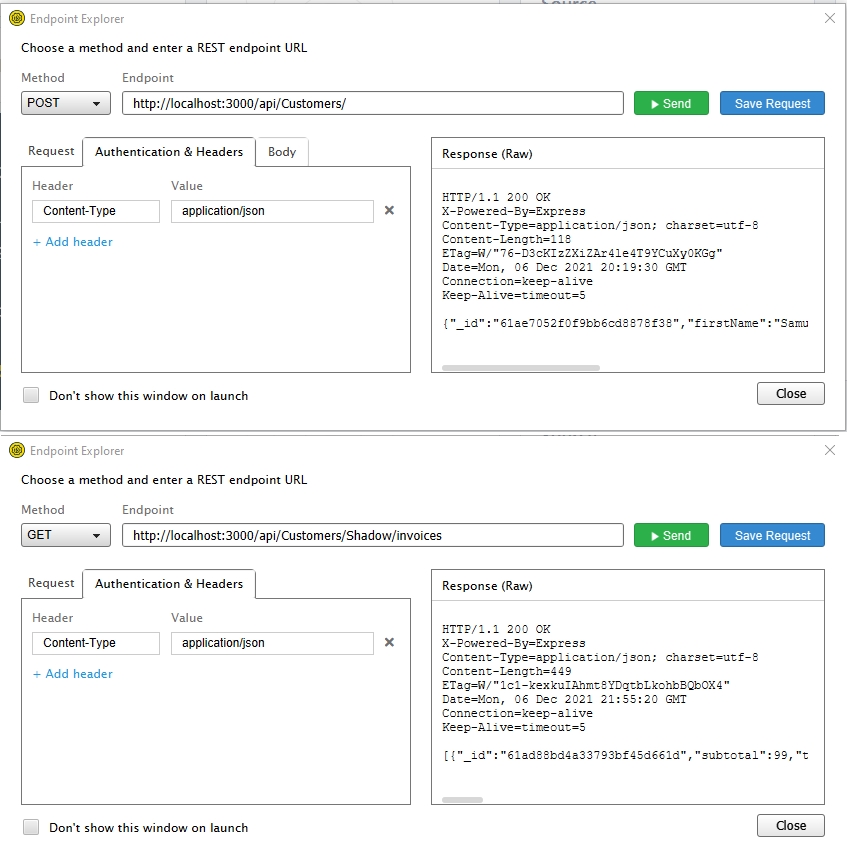 Source
Endpoint Explorer
Choose a method and enter a REST endpoint URL
Method Endpoint
POST http://localhost:3000/api/Customers/ Send Save Request
Request Authentication & Headers Body
Header Value
Content-Type application/json
+ Add header
Response (Raw)
HTTP/1.1 200 OK
X-Powered-By=Express
Content-Type=application/json; charset=utf-8
Content-Length=118
ETag=W/"76-D3cKIzZXiZAr4le4T9YCuXy0KGg"
Date=Mon, 06 Dec 2021 20:19:30 GMT
Connection=keep-alive
Keep-Alive=timeout=5
{"_id":"61ae7052f0f9bb6cd8878f38","firstName":"Samu
Don't show this window on launch
Close
Endpoint Explorer
Choose a method and enter a REST endpoint URL
Method Endpoint
GET http://localhost:3000/api/Customers/Shadow/invoices Send Save Request
Request Authentication & Headers
Header Value
Content-Type application/json
+ Add header
Response (Raw)
HTTP/1.1 200 OK
X-Powered-By=Express
Content-Type=application/json; charset=utf-8
Content-Length=449
ETag=W/"1c1-kexkuIAhmt8YDqtbLkohbBQbOX4"
Date=Mon, 06 Dec 2021 21:55:20 GMT
Connection=keep-alive
Keep-Alive=timeout=5
[{"_id":"61ad88bd4a33793bf45d661d","subtotal":99,"t
Don't show this window on launch
Close